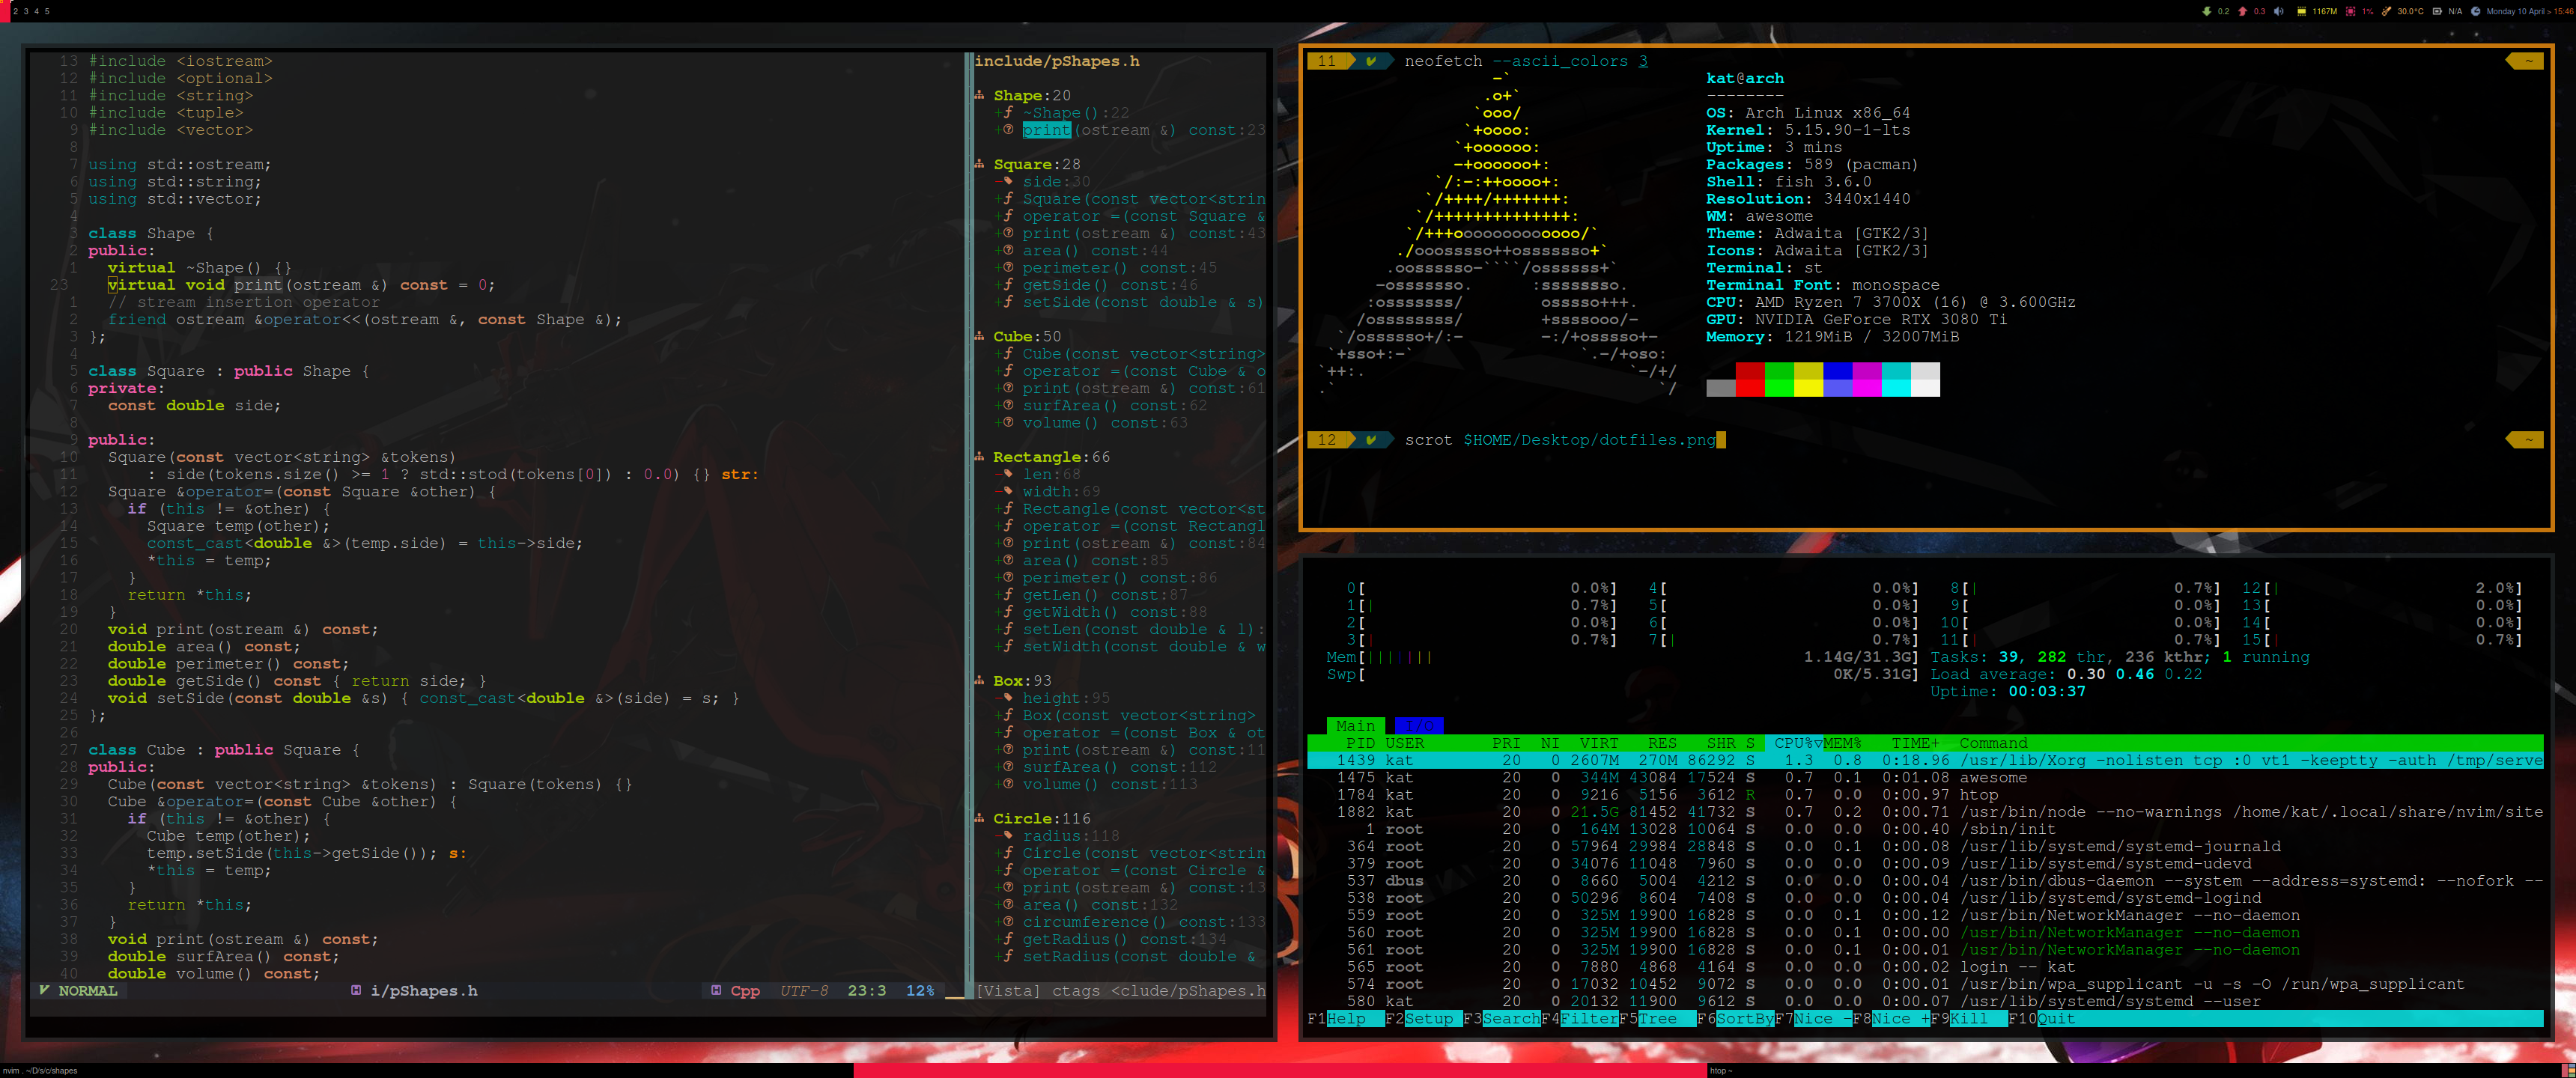 2 3 4 5
0.2 0.3 1167M 1% 30.0°C N/A Monday 10 April > 15:46
13 #include <iostream>
12 #include <optional>
11 #include <string>
10 #include <tuple>
9 #include <vector>
8
7 using std::ostream;
6 using std::string;
5 using std::vector;
4
3 class Shape {
2 public:
1 virtual ~Shape() {}
23 virtual void print(ostream &) const = 0;
1 // stream insertion operator
2 friend ostream &operator<<(ostream &, const Shape &);
3 };
4
5 class Square : public Shape {
6 private:
7 const double side;
8
9 public:
10 Square(const vector<string> &tokens)
11 : side(tokens.size() >= 1 ? std::stod(tokens[0]) : 0.0) {} str:
12 Square &operator=(const Square &other) {
13 if (this != &other) {
14 Square temp(other);
15 const_cast<double &>(temp.side) = this->side;
16 *this = temp;
17 }
18 return *this;
19 }
20 void print(ostream &) const;
21 double area() const;
22 double perimeter() const;
23 double getSide() const { return side; }
24 void setSide(const double &s) { const_cast<double &>(side) = s; }
25 };
26
27 class Cube : public Square {
28 public:
29 Cube(const vector<string> &tokens) : Square(tokens) {}
30 Cube &operator=(const Cube &other) {
31 if (this != &other) {
32 Cube temp(other);
33 temp.setSide(this->getSide()); s:
34 *this = temp;
35 }
36 return *this;
37 }
38 void print(ostream &) const;
39 double surfArea() const;
40 double volume() const;
NORMAL i/pShapes.h Cpp UTF-8 23:3 12%
include/pShapes.h
Shape:20
+f ~Shape():22
+ print(ostream &) const:23
Square:28
- side:30
+f Square(const vector<strin
+f operator =(const Square &
+ print(ostream &) const:43
+ area() const:44
+ perimeter() const:45
+f getSide() const:46
+f setSide(const double & s)
Cube:50
+f Cube(const vector<string>
+f operator =(const Cube & o
+ print(ostream &) const:61
+ surfArea() const:62
+ volume() const:63
Rectangle:66
- len:68
- width:69
+f Rectangle(const vector<st
+f operator =(const Rectangl
+ print(ostream &) const:84
+ area() const:85
+ perimeter() const:86
+f getLen() const:87
+f getWidth() const:88
+f setLen(const double & l):
+f setWidth(const double & w
Box:93
- height:95
+f Box(const vector<string>
+f operator =(const Box & ot
+ print(ostream &) const:11
+ surfArea() const:112
+ volume() const:113
Circle:116
- radius:118
+f Circle(const vector<strin
+f operator =(const Circle &
+ print(ostream &) const:13
+ area() const:132
+ circumference() const:133
+f getRadius() const:134
+f setRadius(const double &
[Vista] ctags <clude/pShapes.h
11 neofetch --ascii_colors 3 ~
-`
.o+`
`ooo/
`+oooo:
`+oooooo:
-+oooooo+:
`/:-:++oooo+:
`/++++/+++++++:
`/++++++++++++++:
`/+++ooooooooooooo/`
./ooosssso++osssssso+`
.oossssso-````/ossssss+`
-osssssso. :ssssssso.
:osssssss/ osssso+++.
/ossssssss/ +ssssooo/-
`/ossssso+/:- -:/+osssso+-
`+sso+:-` `.-/+oso:
`++:. `-/+/
.` `/
kat@arch
--------
OS: Arch Linux x86_64
Kernel: 5.15.90-1-lts
Uptime: 3 mins
Packages: 589 (pacman)
Shell: fish 3.6.0
Resolution: 3440x1440
WM: awesome
Theme: Adwaita [GTK2/3]
Icons: Adwaita [GTK2/3]
Terminal: st
Terminal Font: monospace
CPU: AMD Ryzen 7 3700X (16) @ 3.600GHz
GPU: NVIDIA GeForce RTX 3080 Ti
Memory: 1219MiB / 32007MiB
12 scrot $HOME/Desktop/dotfiles.png ~
0[ 0.0%] 4[ 0.0%] 8[| 0.7%] 12[| 2.0%]
1[| 0.7%] 5[ 0.0%] 9[ 0.0%] 13[ 0.0%]
2[ 0.0%] 6[ 0.0%] 10[ 0.0%] 14[ 0.0%]
3[| 0.7%] 7[| 0.7%] 11[| 0.7%] 15[| 0.7%]
Mem[||||||| 1.14G/31.3G] Tasks: 39, 282 thr, 236 kthr; 1 running
Swp[ 0K/5.31G] Load average: 0.30 0.46 0.22
Uptime: 00:03:37
Main I/O
PID USER PRI NI VIRT RES SHR S CPU%▽MEM% TIME+ Command
1439 kat 20 0 2607M 270M 86292 S 1.3 0.8 0:18.96 /usr/lib/Xorg -nolisten tcp :0 vt1 -keeptty -auth /tmp/serve
1475 kat 20 0 344M 43084 17524 S 0.7 0.1 0:01.08 awesome
1784 kat 20 0 9216 5156 3612 R 0.7 0.0 0:00.97 htop
1882 kat 20 0 21.5G 81452 41732 S 0.7 0.2 0:00.71 /usr/bin/node --no-warnings /home/kat/.local/share/nvim/site
1 root 20 0 164M 13028 10064 S 0.0 0.0 0:00.40 /sbin/init
364 root 20 0 57964 29984 28848 S 0.0 0.1 0:00.08 /usr/lib/systemd/systemd-journald
379 root 20 0 34076 11048 7960 S 0.0 0.0 0:00.09 /usr/lib/systemd/systemd-udevd
537 dbus 20 0 8660 5004 4212 S 0.0 0.0 0:00.04 /usr/bin/dbus-daemon --system --address=systemd: --nofork --
538 root 20 0 50296 8604 7408 S 0.0 0.0 0:00.04 /usr/lib/systemd/systemd-logind
559 root 20 0 325M 19900 16828 S 0.0 0.1 0:00.12 /usr/bin/NetworkManager --no-daemon
560 root 20 0 325M 19900 16828 S 0.0 0.1 0:00.00 /usr/bin/NetworkManager --no-daemon
561 root 20 0 325M 19900 16828 S 0.0 0.1 0:00.01 /usr/bin/NetworkManager --no-daemon
565 root 20 0 7880 4868 4164 S 0.0 0.0 0:00.02 login -- kat
574 root 20 0 17032 10452 9072 S 0.0 0.0 0:00.01 /usr/bin/wpa_supplicant -u -s -O /run/wpa_supplicant
580 kat 20 0 20132 11900 9612 S 0.0 0.0 0:00.07 /usr/lib/systemd/systemd --user
F1Help F2Setup F3SearchF4FilterF5Tree F6SortByF7Nice -F8Nice +F9Kill F10Quit
nvim . ~/D/s/c/shapes
htop ~